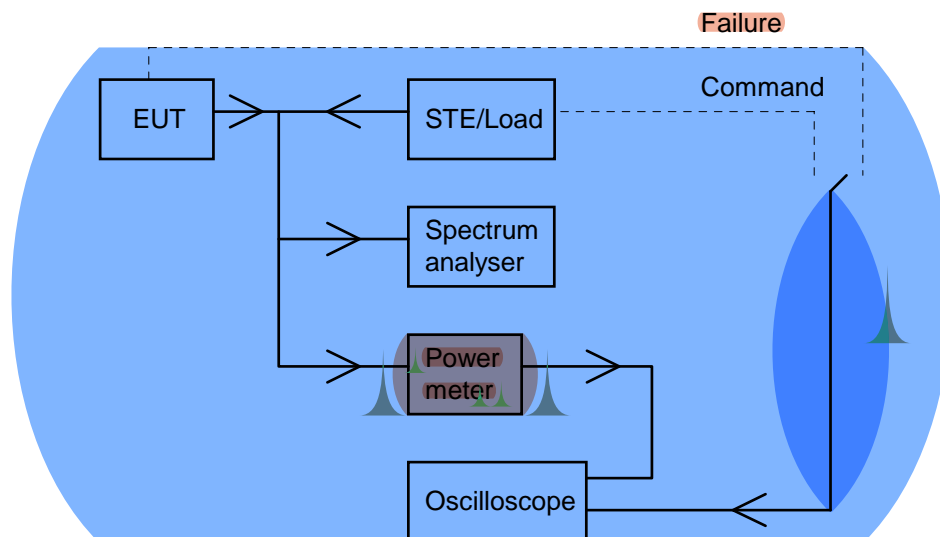 Failure
Command
EUT
STE/Load
Spectrum
analyser
Power
meter
Oscilloscope